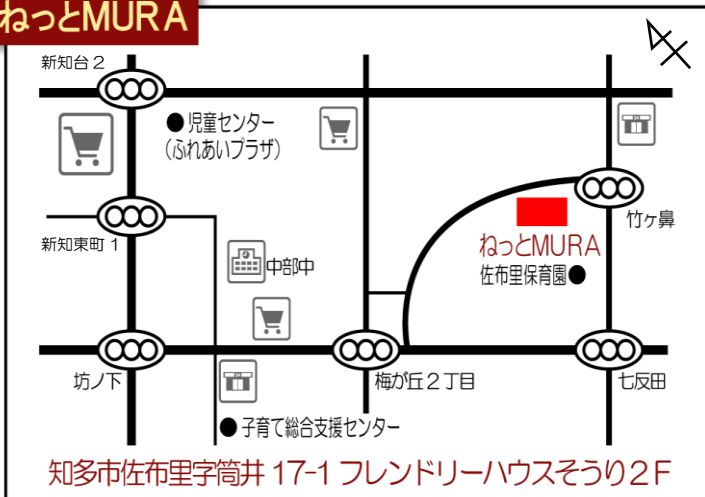 ねっとMURA
新知台2
●児童センター
(ふれあいプラザ)
竹ヶ鼻
新知東町1
ねっとMURA
佐布里保育園●
中部中
坊ノ下
梅が丘2丁目
七反田
●子育て総合支援センター
知多市佐布里字筒井 17-1 フレンドリーハウスそうり2F